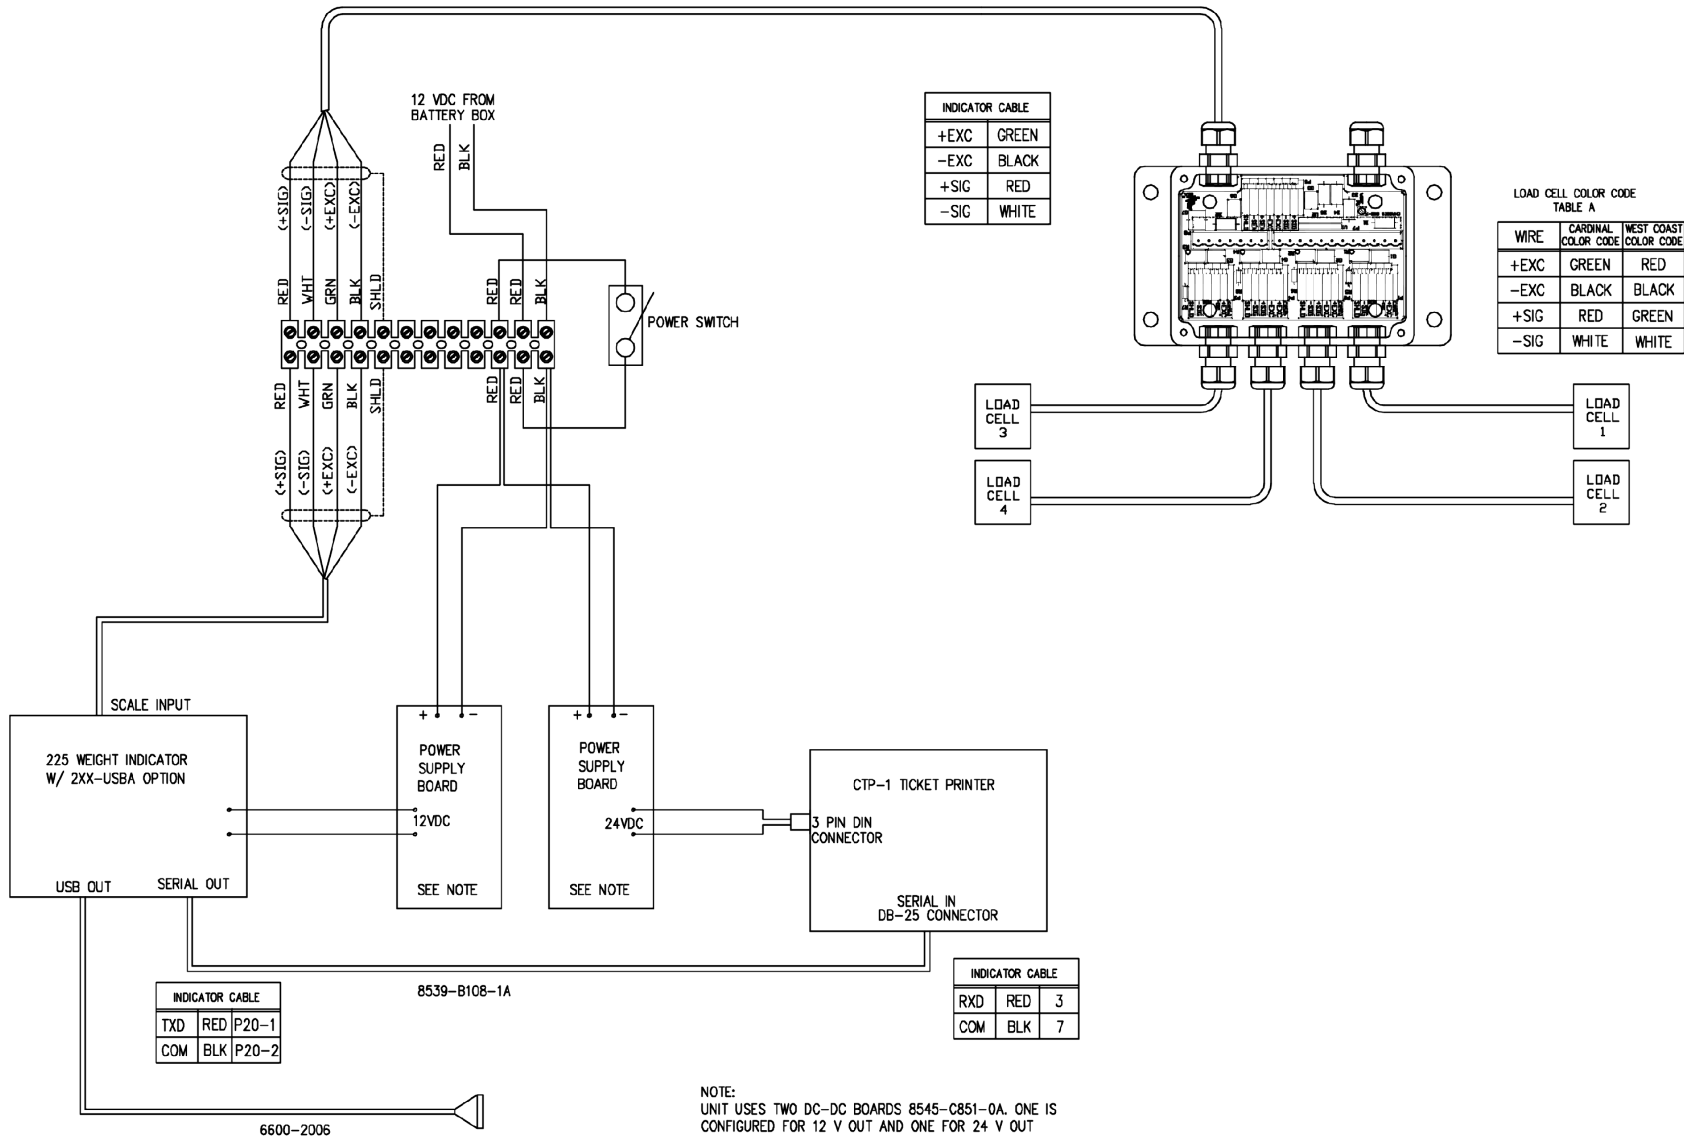 12 VDC FROM
BATTERY BOX
RED
BLK
(+SIG)
(-SIG)
(+EXC)
(-EXC)
RED
WHT
GRN
BLK
SHLD
RED
RED
BLK
POWER SWITCH
RED
WHT
GRN
BLK
SHLD
RED
RED
BLK
(+SIG)
(-SIG)
(+EXC)
(-EXC)
INDICATOR CABLE
+EXC GREEN
-EXC BLACK
+SIG RED
-SIG WHITE
LOAD CELL COLOR CODE
TABLE A
WIRE CARDINAL COLOR CODE WEST COAST COLOR CODE
+EXC GREEN RED
-EXC BLACK BLACK
+SIG RED GREEN
-SIG WHITE WHITE
LOAD
CELL
3
LOAD
CELL
4
LOAD
CELL
1
LOAD
CELL
2
SCALE INPUT
225 WEIGHT INDICATOR
W/ 2XX-USBA OPTION
USB OUT
SERIAL OUT
+ -
POWER
SUPPLY
BOARD
12VDC
SEE NOTE
+ -
POWER
SUPPLY
BOARD
24VDC
SEE NOTE
CTP-1 TICKET PRINTER
3 PIN DIN
CONNECTOR
SERIAL IN
DB-25 CONNECTOR
8539-B108-1A
INDICATOR CABLE
TXD RED P20-1
COM BLK P20-2
INDICATOR CABLE
RXD RED 3
COM BLK 7
6600-2006
NOTE:
UNIT USES TWO DC-DC BOARDS 8545-C851-0A. ONE IS
CONFIGURED FOR 12 V OUT AND ONE FOR 24 V OUT